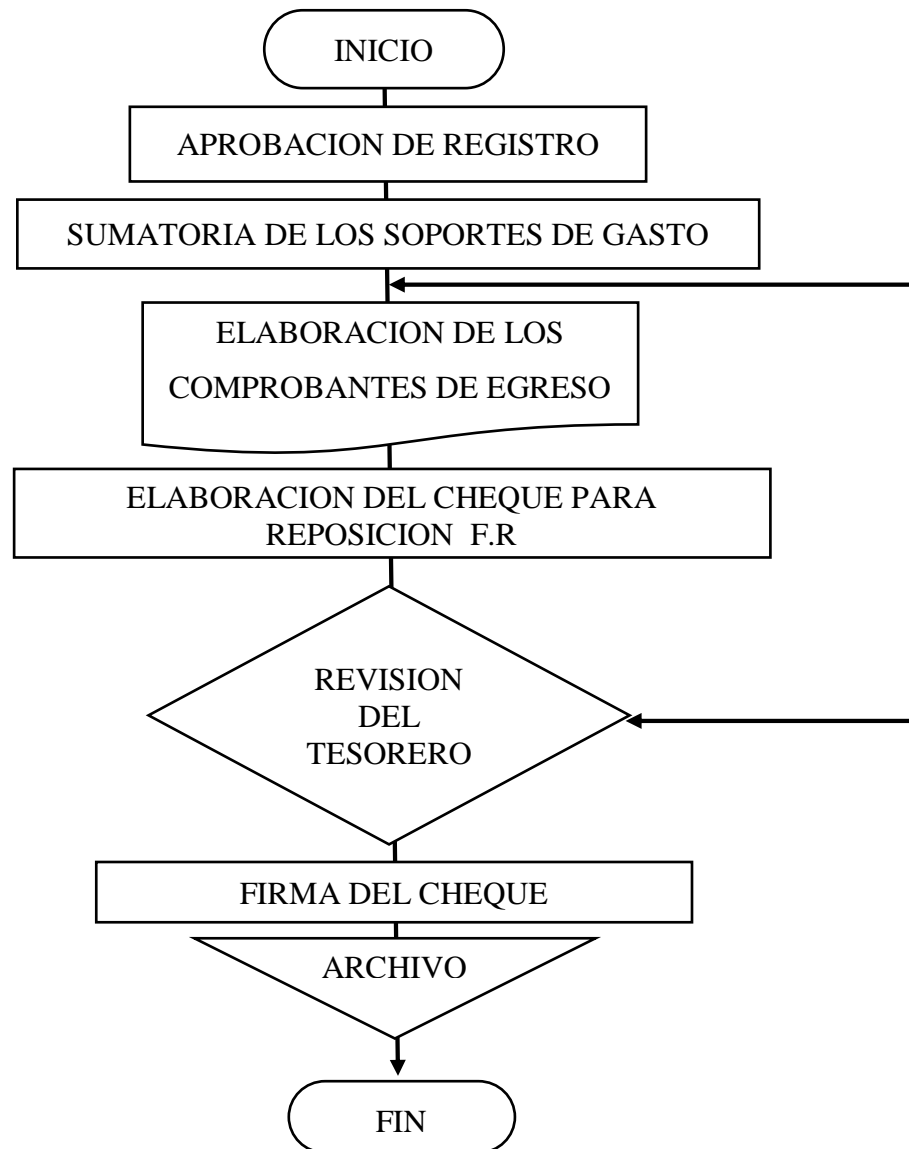 INICIO
APROBACION DE REGISTRO
SUMATORIA DE LOS SOPORTES DE GASTO
ELABORACION DE LOS
COMPROBANTES DE EGRESO
ELABORACION DEL CHEQUE PARA
REPOSICION F.R
REVISION
DEL
TESORERO
FIRMA DEL CHEQUE
ARCHIVO
FIN